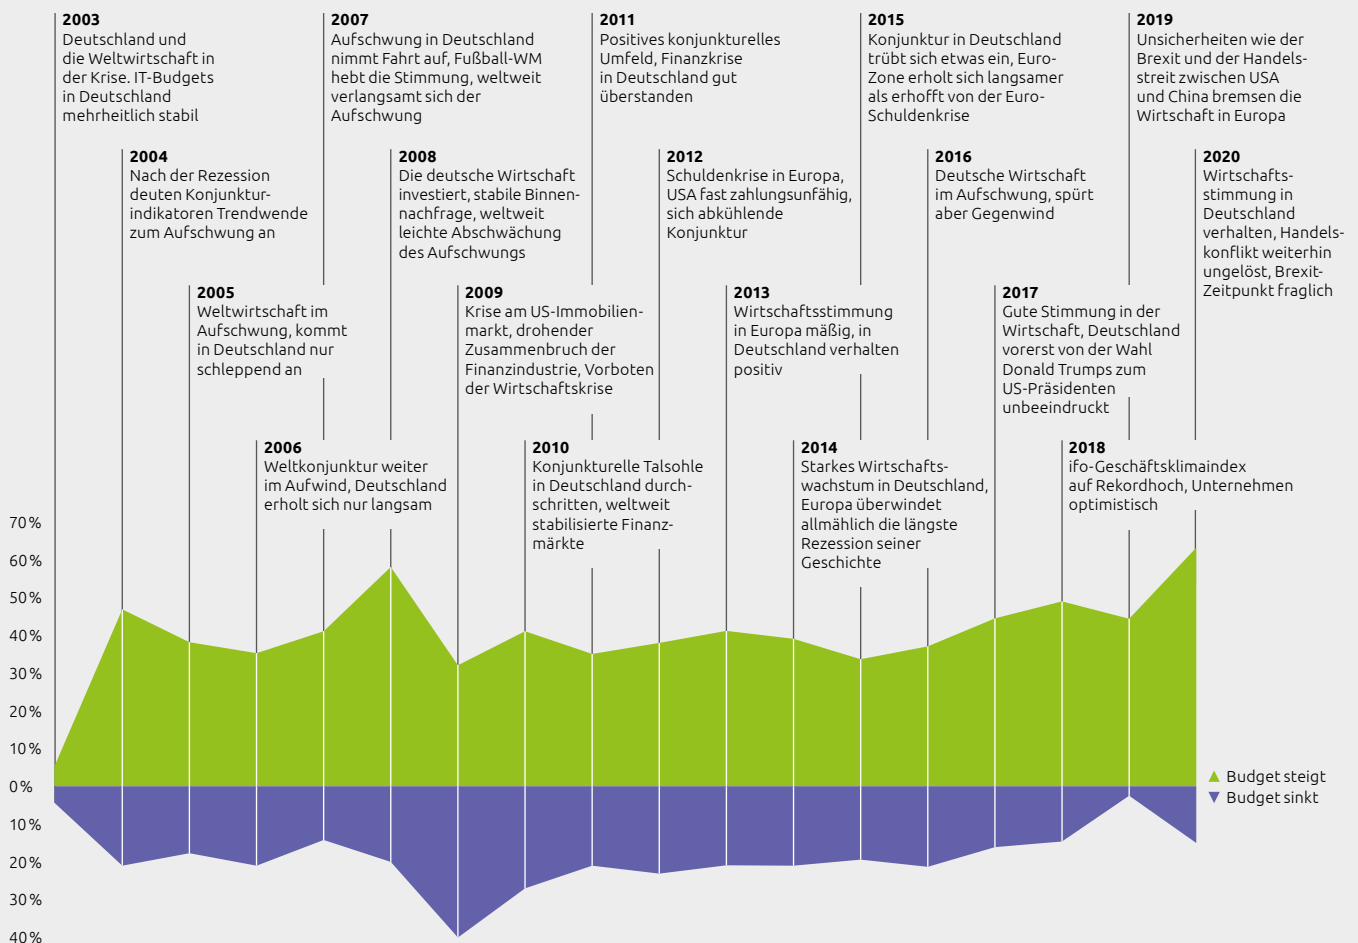 2003
Deutschland und
die Weltwirtschaft in
der Krise. IT-Budgets
in Deutschland
mehrheitlich stabil
2007
Aufschwung in Deutschland
nimmt Fahrt auf, Fußball-WM
hebt die Stimmung, weltweit
verlangsamt sich der
Aufschwung
2011
Positives konjunkturelles
Umfeld, Finanzkrise
in Deutschland gut
überstanden
2015
Konjunktur in Deutschland
trübt sich etwas ein, Euro-
Zone erholt sich langsamer
als erhofft von der Euro-
Schuldenkrise
2019
Unsicherheiten wie der
Brexit und der Handels-
streit zwischen USA
und China bremsen die
Wirtschaft in Europa
2004
Nach der Rezession
deuten Konjunktur-
indikatoren Trendwende
zum Aufschwung an
2008
Die deutsche Wirtschaft
investiert, stabile Binnen-
nachfrage, weltweit
leichte Abschwächung
des Aufschwungs
2012
Schuldenkrise in Europa,
USA fast zahlungsunfähig,
sich abkühlende
Konjunktur
2016
Deutsche Wirtschaft
im Aufschwung, spürt
aber Gegenwind
2020
Wirtschafts-
stimmung in
Deutschland
verhalten, Handels-
konflikt weiterhin
ungelöst, Brexit-
Zeitpunkt fraglich
2005
Weltwirtschaft im
Aufschwung, kommt
in Deutschland nur
schleppend an
2009
Krise am US-Immobilien-
markt, drohender
Zusammenbruch der
Finanzindustrie, Vorboten
der Wirtschaftskrise
2013
Wirtschaftsstimmung
in Europa mäßig, in
Deutschland verhalten
positiv
2017
Gute Stimmung in der
Wirtschaft, Deutschland
vorerst von der Wahl
Donald Trumps zum
US-Präsidenten
unbeeindruckt
2006
Weltkonjunktur weiter
im Aufwind, Deutschland
erholt sich nur langsam
2010
Konjunkturelle Talsohle
in Deutschland durch-
schritten, weltweit
stabilisierte Finanz-
märkte
2014
Starkes Wirtschafts-
wachstum in Deutschland,
Europa überwindet
allmählich die längste
Rezession seiner
Geschichte
2018
ifo-Geschäftsklimaindex
auf Rekordhoch, Unternehmen
optimistisch
70 %
60 %
50 %
40 %
30 %
20 %
10 %
0 %
10 %
20 %
30 %
40 %
▲ Budget steigt
▼ Budget sinkt